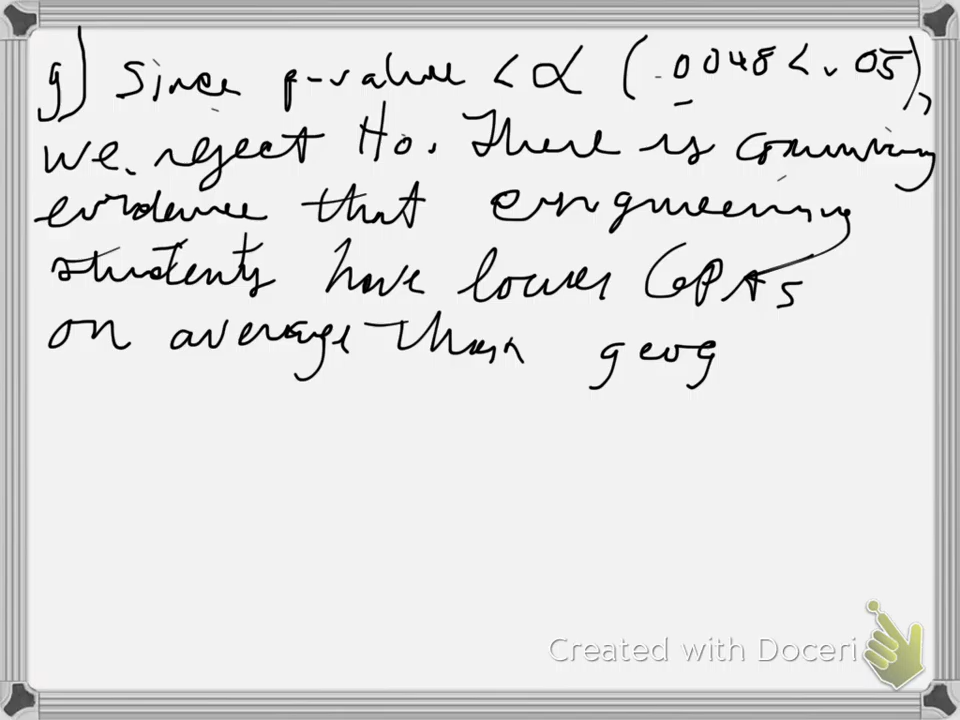 g) Since p-value < α (.0048 < .05),
we reject Ho. There is convincing
evidence that engineering
students have lower GPAs
on average than geog
Created with Doceri